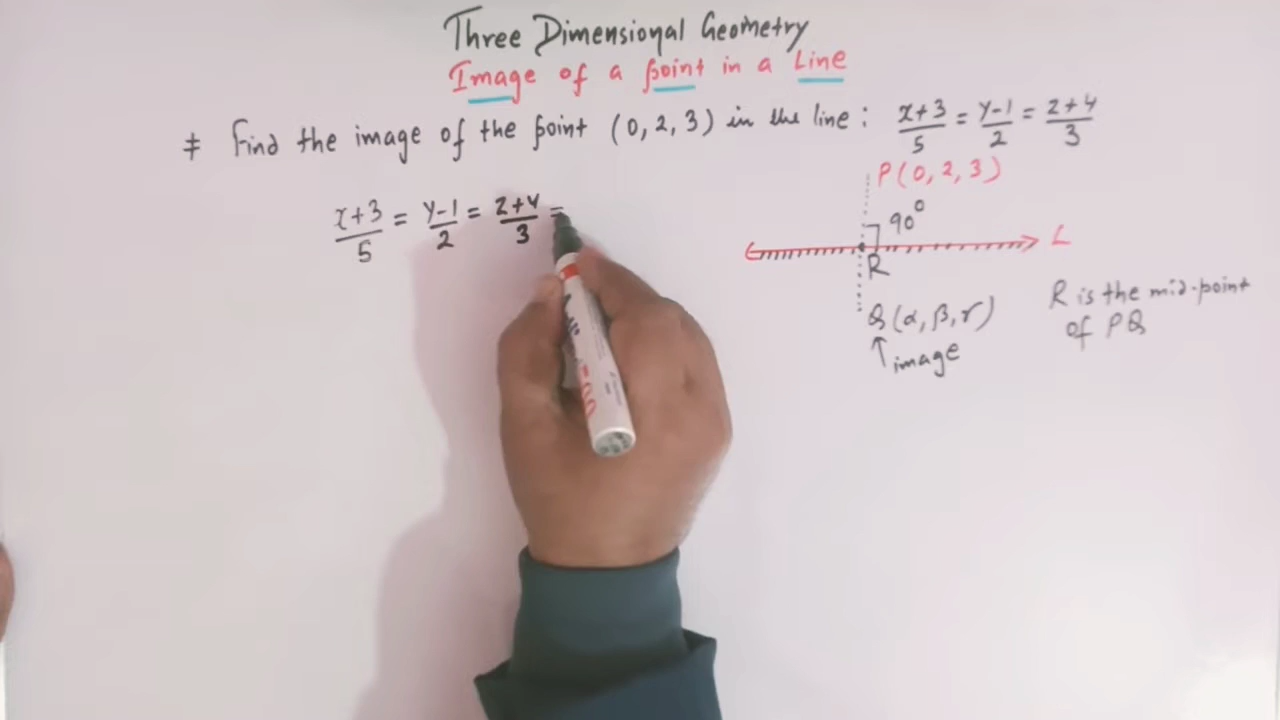 Three Dimensional Geometry
Image of a point in a Line
# Find the image of the point (0, 2, 3) in the line: x+3/5 = y-1/2 = z+4/3
P(0, 2, 3)
x+3/5 = y-1/2 = z+4/3 =
90°
L
R
R is the mid-point
of PQ
Q(α, β, γ)
↑ image